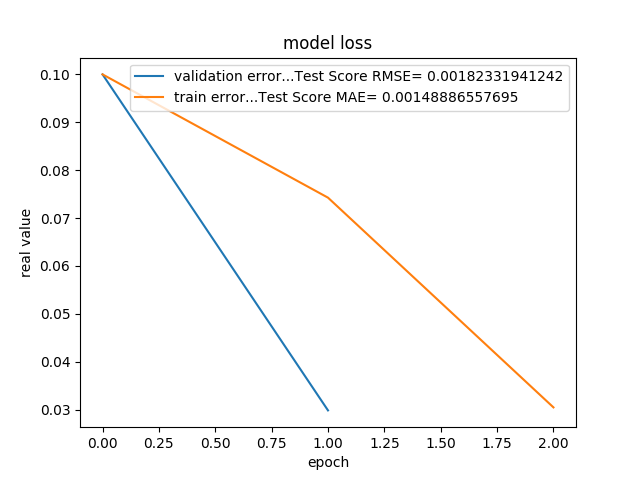 model loss
validation error...Test Score RMSE= 0.00182331941242
train error...Test Score MAE= 0.00148886557695
real value
0.10
0.09
0.08
0.07
0.06
0.05
0.04
0.03
0.00 0.25 0.50 0.75 1.00 1.25 1.50 1.75 2.00
epoch